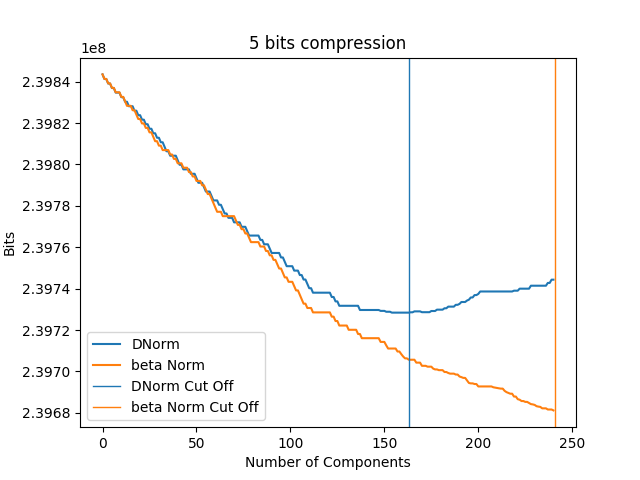 5 bits compression
1e8
2.3984
2.3982
2.3980
2.3978
2.3976
2.3974
2.3972
2.3970
2.3968
Bits
DNorm
beta Norm
DNorm Cut Off
beta Norm Cut Off
0 50 100 150 200 250
Number of Components